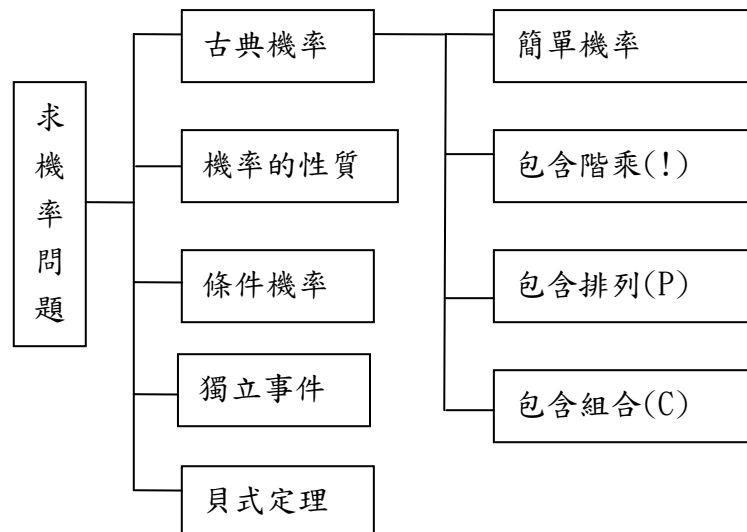 求機率問題
古典機率
機率的性質
條件機率
獨立事件
貝式定理
簡單機率
包含階乘(!)
包含排列(P)
包含組合(C)